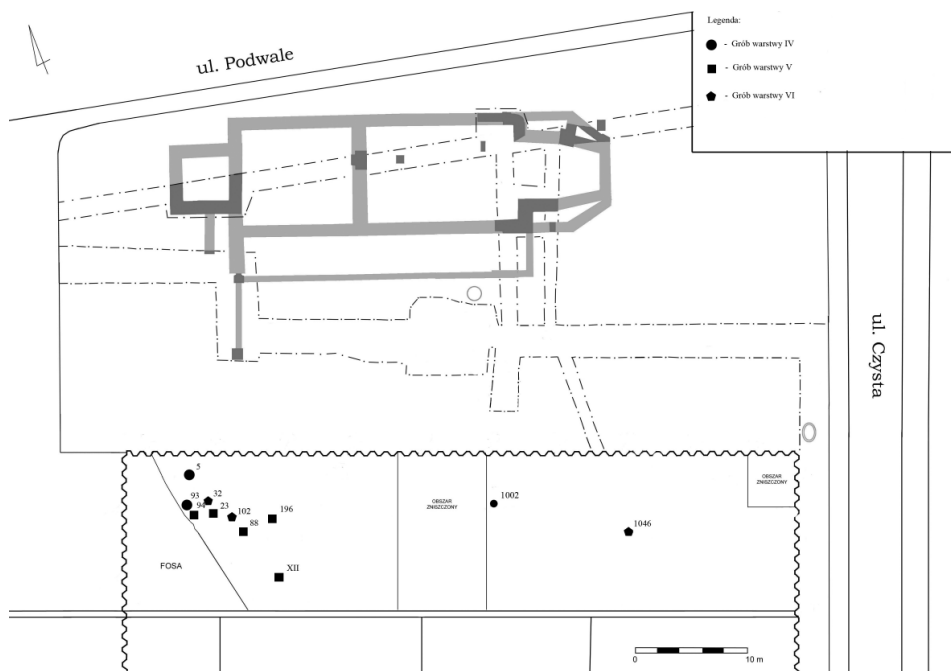 Legenda:
- Grób warstwy IV
- Grób warstwy V
- Grób warstwy VI
ul. Podwale
ul. Czysta
5
93
32
94
23
102
88
196
XII
1002
1046
FOSA
OBSZAR
ZNISZCZONY
OBSZAR
ZNISZCZONY
0
10 m